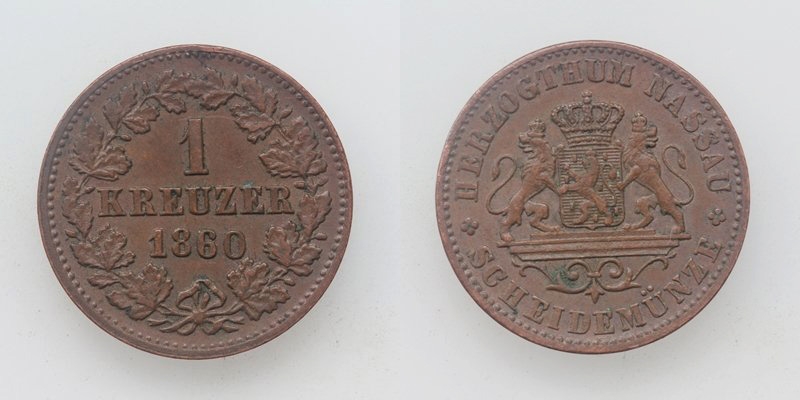 1
KREUZER
1860
HERZOGTHUM NASSAU
SCHEIDEMÜNZE